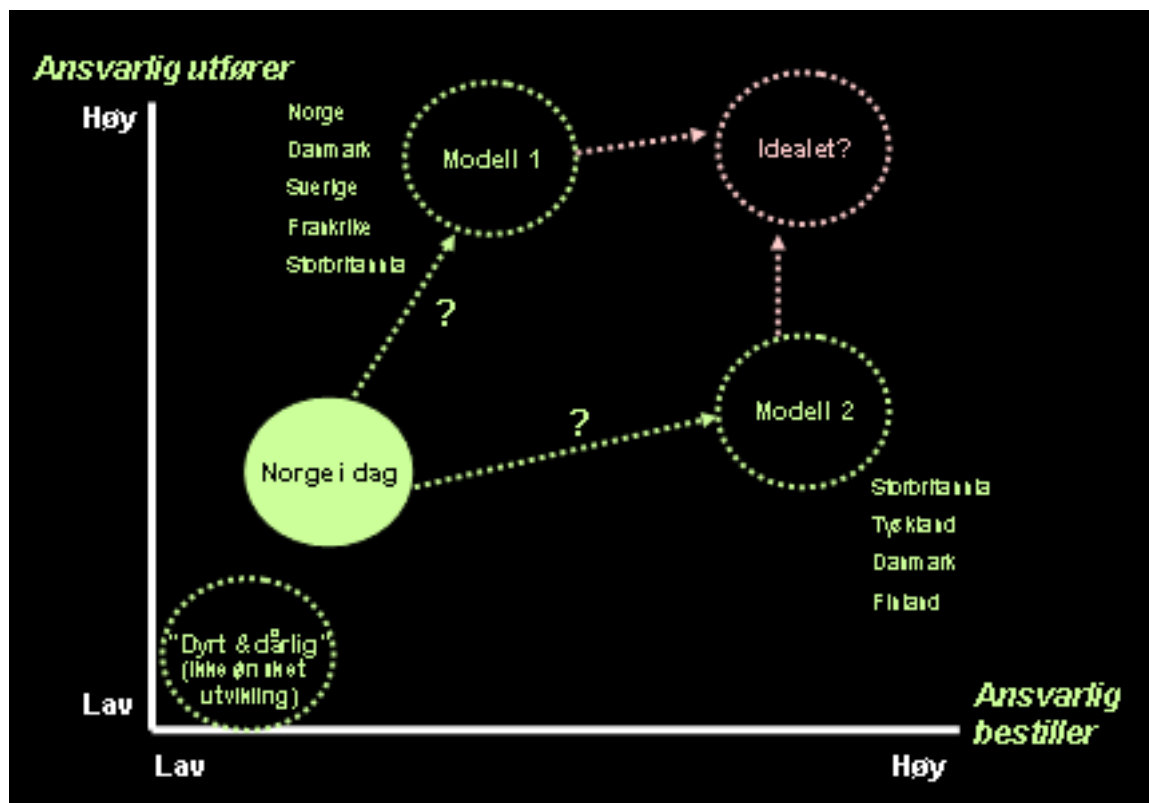 Ansvarlig utfører
Høy
Norge
Danmark
Sverige
Frankrike
Storbritannia
Modell 1
Idealet?
?
?
Modell 2
Norge i dag
Storbritannia
Tyskland
Danmark
Finland
"Dyrt & dårlig"
(ikke ønsket
utvikling)
Lav
Ansvarlig
bestiller
Lav
Høy